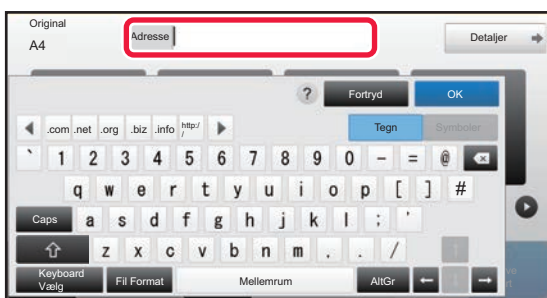 Original
A4
Adresse
Detaljer
? Fortryd OK
.com .net .org .biz .info http:/
/
Tegn Symboler
` 1 2 3 4 5 6 7 8 9 0 - = @
q w e r t y u i o p [ ] #
Caps a s d f g h j k l ; '
z x c v b n m , . /
Keyboard
Vælg
Fil Format Mellemrum AltGr